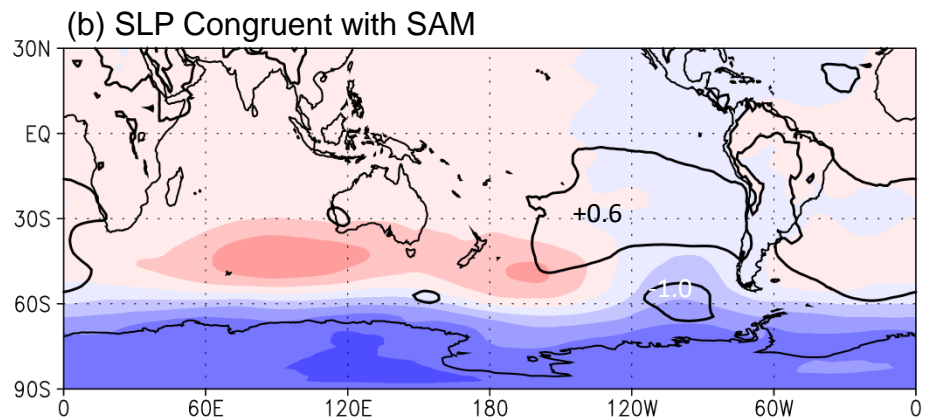 (b) SLP Congruent with SAM
30N
EQ
+0.6
30S
-1.0
60S
90S
0 60E 120E 180 120W 60W 0